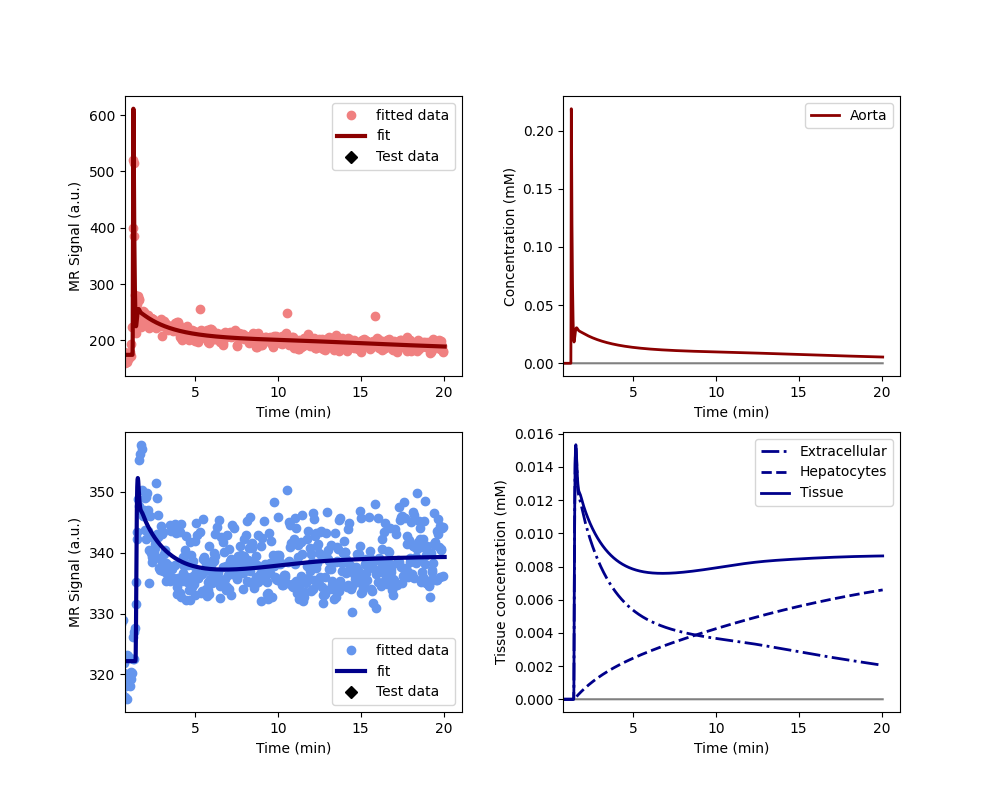 600
500
400
300
200
MR Signal (a.u.)
5
10
15
20
Time (min)
fitted data
fit
Test data
0.20
0.15
0.10
0.05
0.00
Concentration (mM)
5
10
15
20
Time (min)
Aorta
350
340
330
320
MR Signal (a.u.)
5
10
15
20
Time (min)
fitted data
fit
Test data
0.016
0.014
0.012
0.010
0.008
0.006
0.004
0.002
0.000
Tissue concentration (mM)
5
10
15
20
Time (min)
Extracellular
Hepatocytes
Tissue